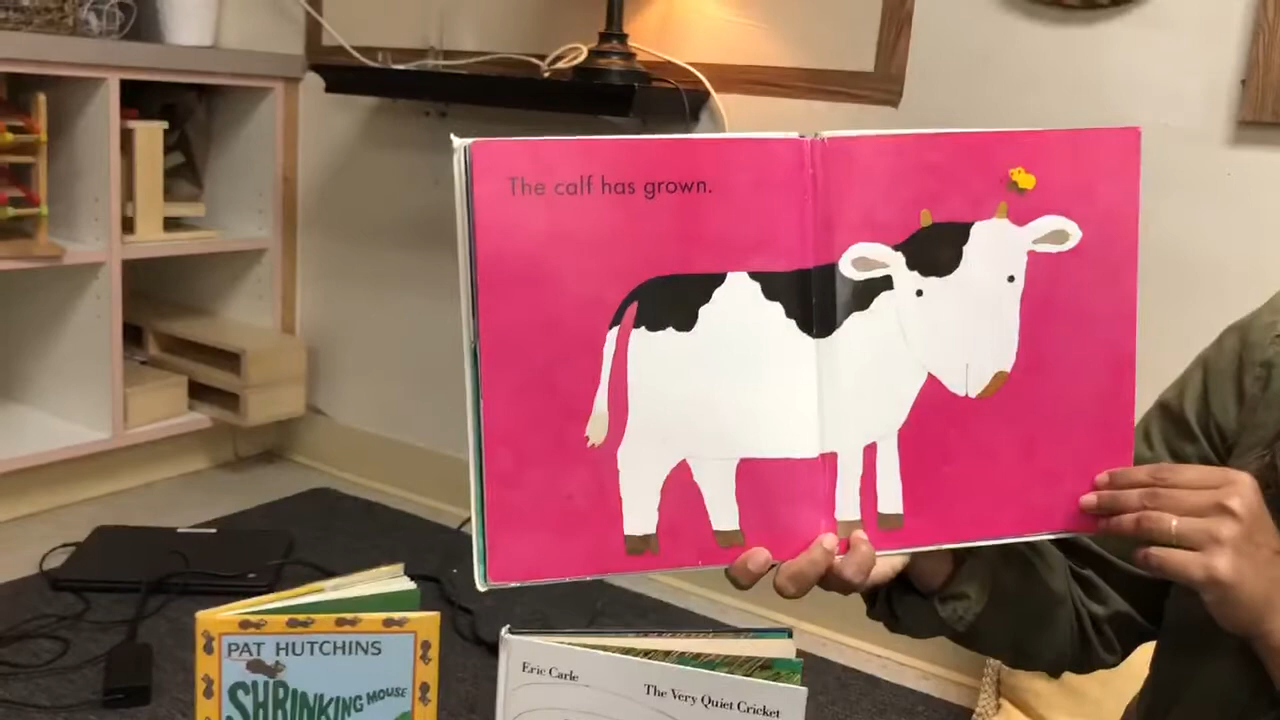 The calf has grown.
PAT HUTCHINS
SHRINKING MOUSE
Eric Carle
The Very Quiet Cricket